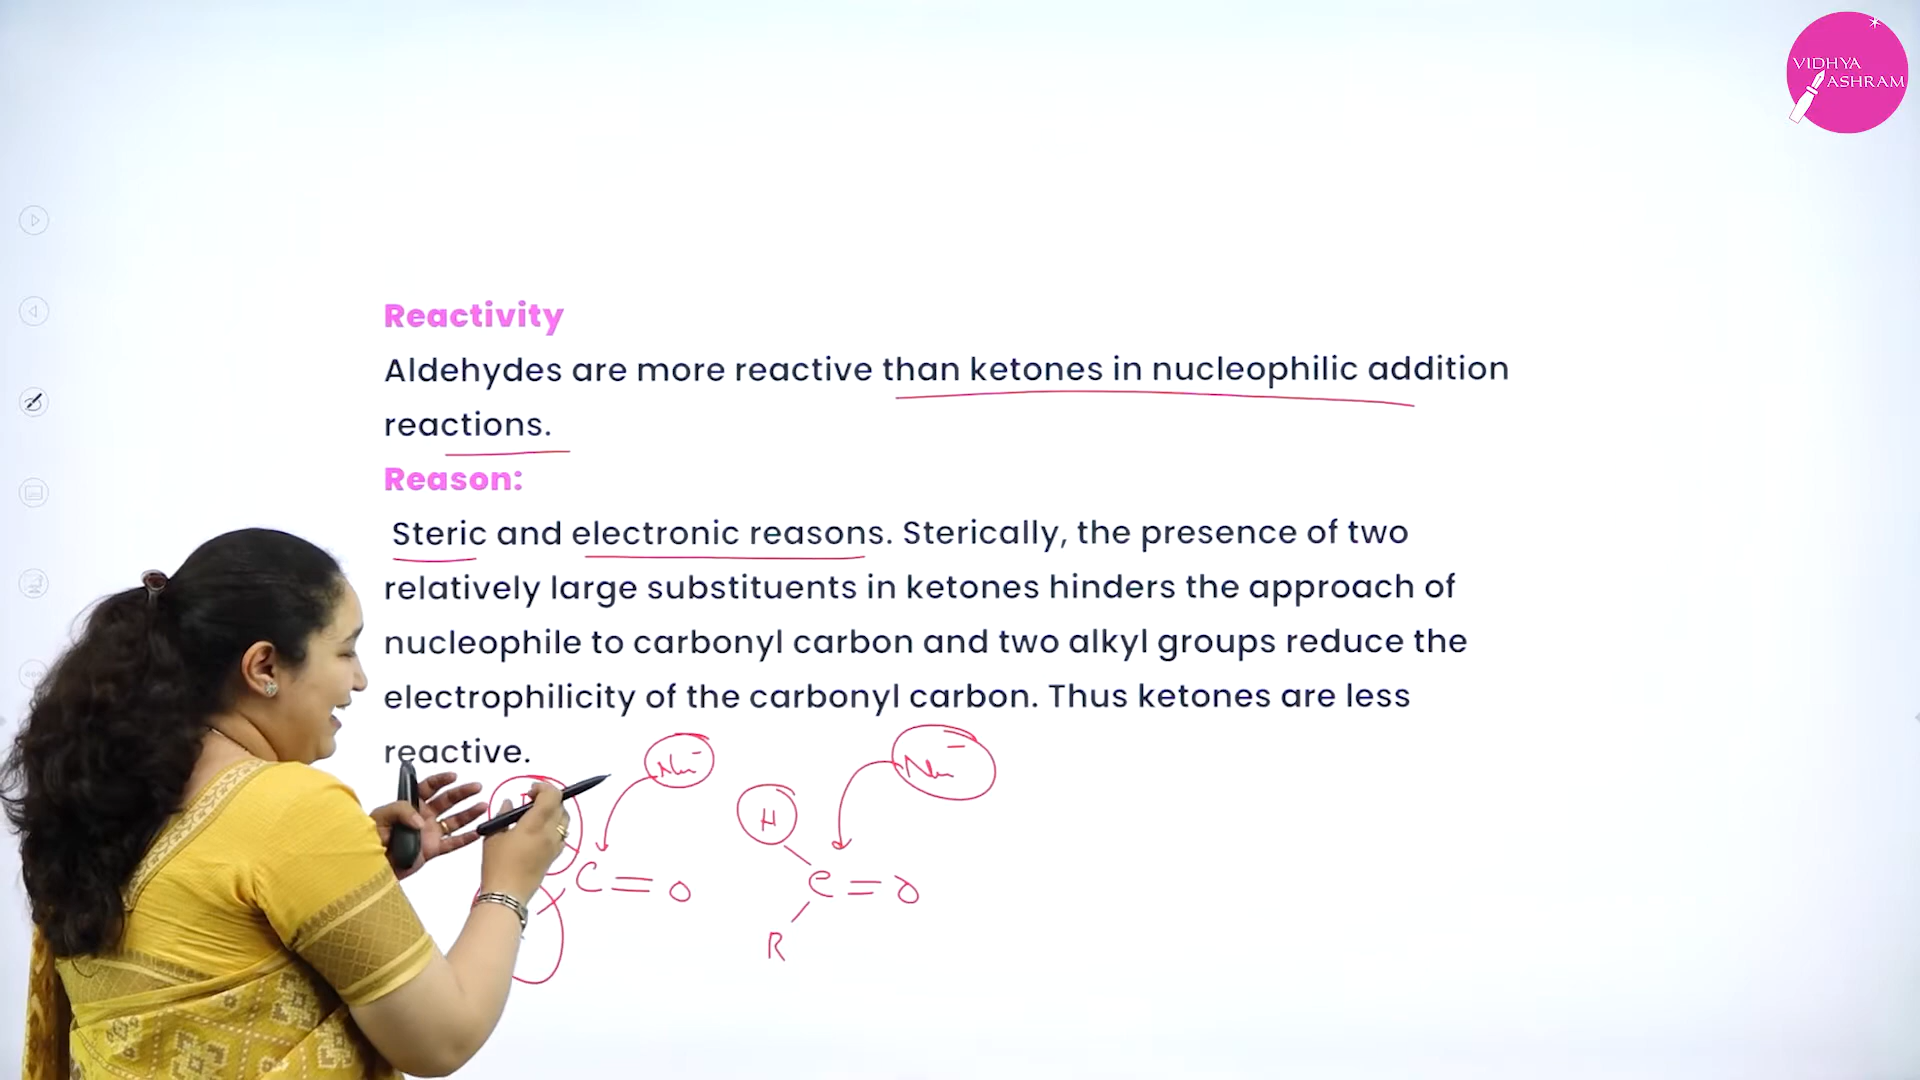 VIDHYA
ASHRAM
Reactivity
Aldehydes are more reactive than ketones in nucleophilic addition
reactions.
Reason:
Steric and electronic reasons. Sterically, the presence of two
relatively large substituents in ketones hinders the approach of
nucleophile to carbonyl carbon and two alkyl groups reduce the
electrophilicity of the carbonyl carbon. Thus ketones are less
reactive.
Nu⁻ Nu⁻
H
C = O C = O
R